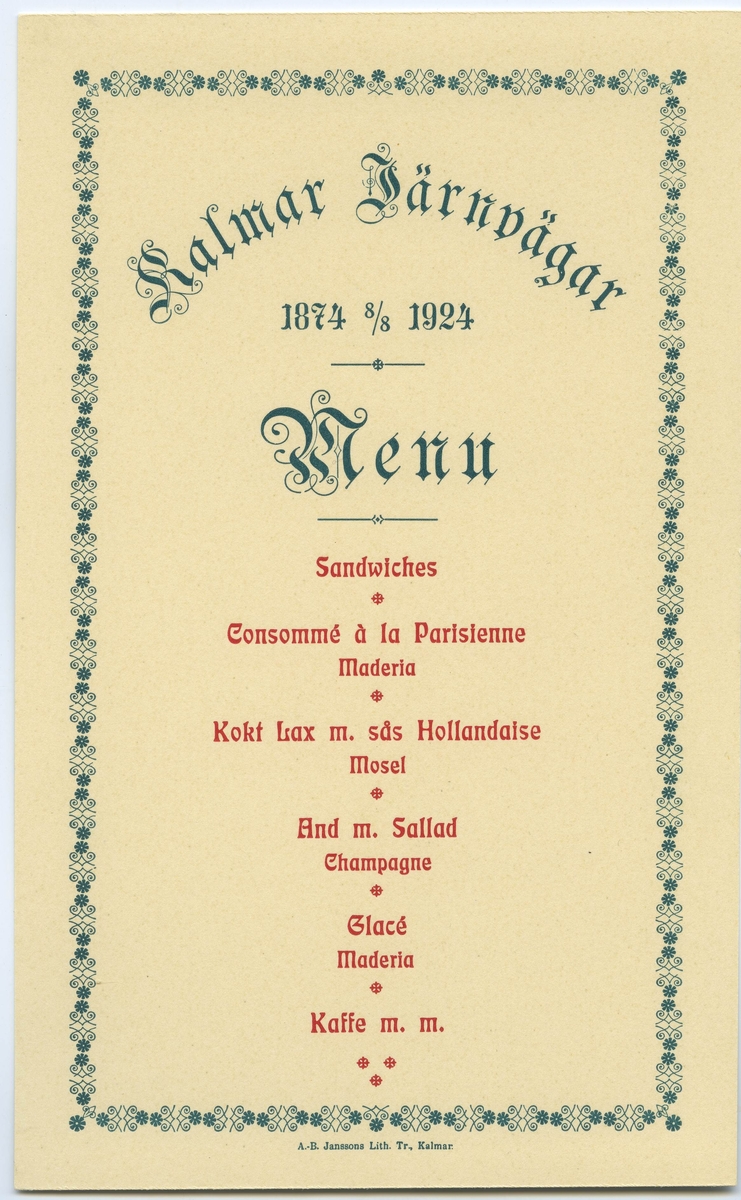 Kalmar Järnvägar
1874 8/8 1924
Menu
Sandwiches
Consommé à la Parisienne
Maderia
Kokt Lax m. sås Hollandaise
Mosel
And m. Sallad
Champagne
Glacé
Maderia
Kaffe m. m.
A.-B. Janssons Lith. Tr., Kalmar.